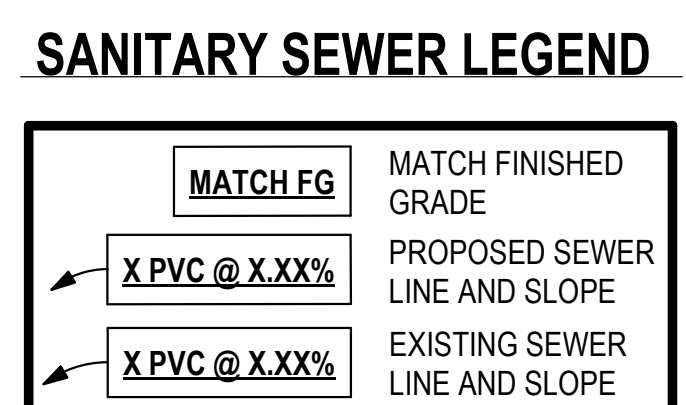 SANITARY SEWER LEGEND
MATCH FG
MATCH FINISHED
GRADE
X PVC @ X.XX%
PROPOSED SEWER
LINE AND SLOPE
X PVC @ X.XX%
EXISTING SEWER
LINE AND SLOPE